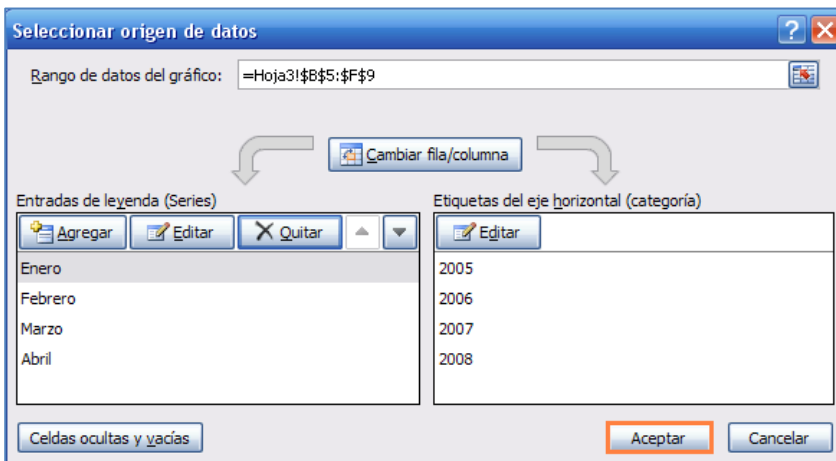 Seleccionar origen de datos
Rango de datos del gráfico: =Hoja3!$B$5:$F$9
Cambiar fila/columna
Entradas de leyenda (Series)
Agregar Editar Quitar
Enero
Febrero
Marzo
Abril
Etiquetas del eje horizontal (categoría)
Editar
2005
2006
2007
2008
Celdas ocultas y vacías
Aceptar Cancelar